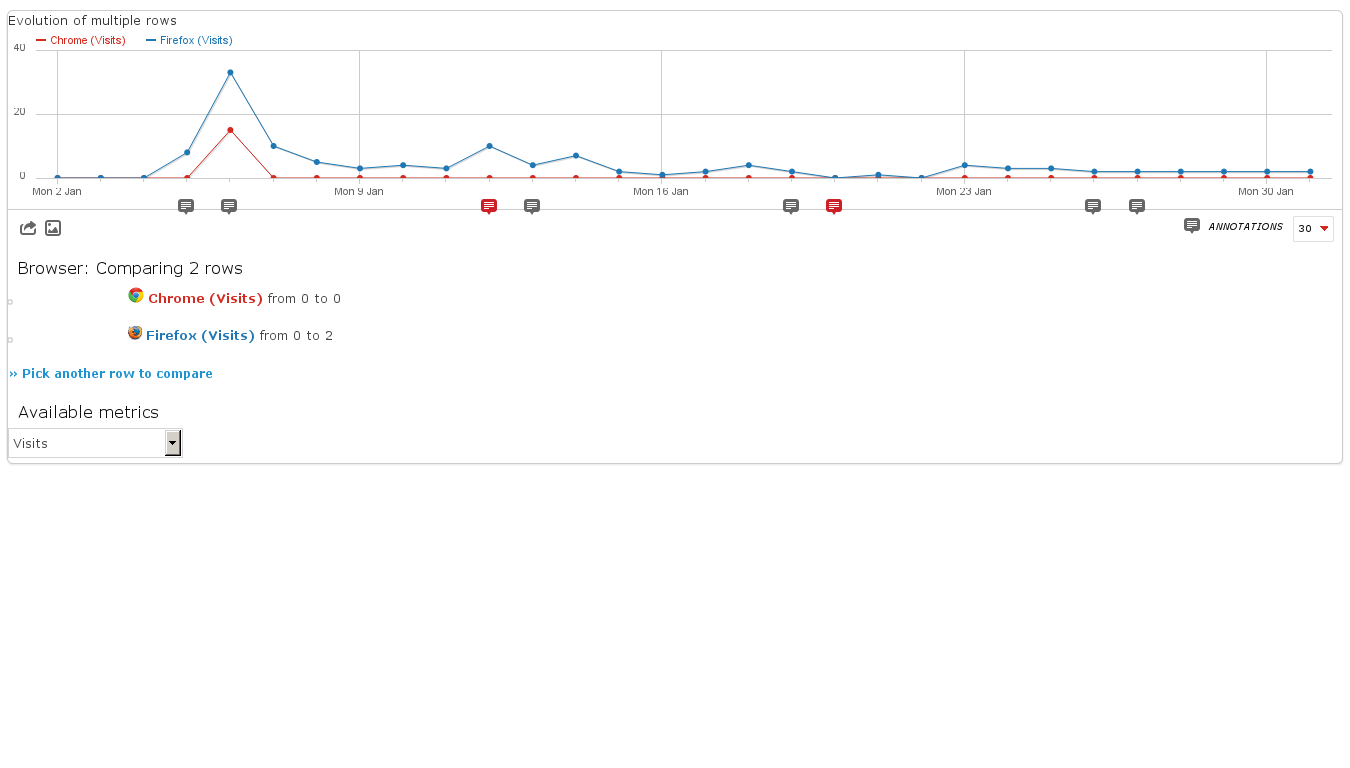 Evolution of multiple rows
Chrome (Visits) Firefox (Visits)
40
20
0
Mon 2 Jan Mon 9 Jan Mon 16 Jan Mon 23 Jan Mon 30 Jan
ANNOTATIONS 30
Browser: Comparing 2 rows
Chrome (Visits) from 0 to 0
Firefox (Visits) from 0 to 2
» Pick another row to compare
Available metrics
Visits